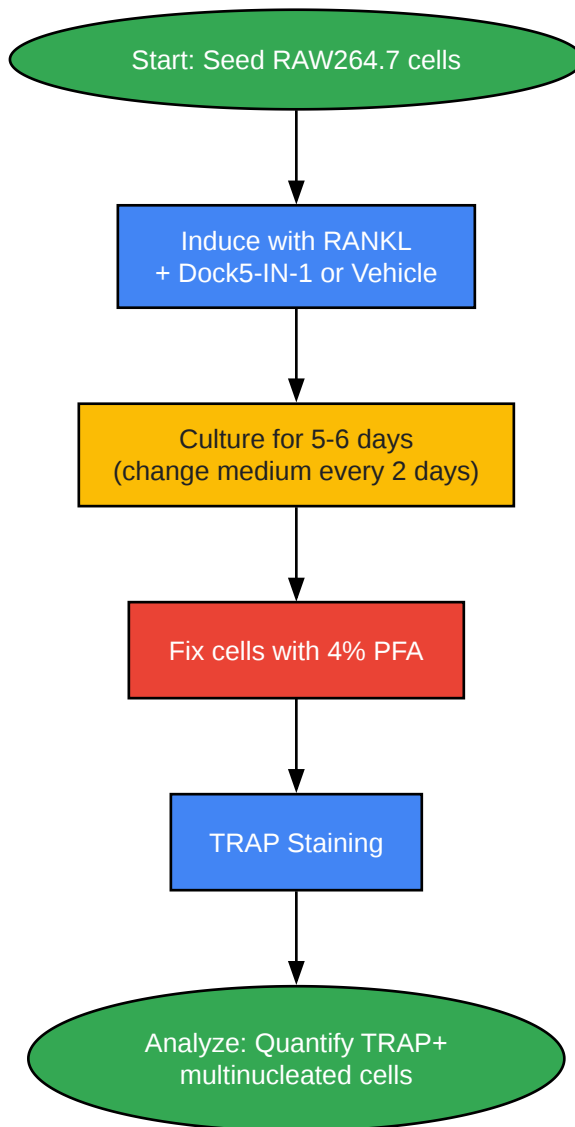 Start: Seed RAW264.7 cells
Induce with RANKL
+ Dock5-IN-1 or Vehicle
Culture for 5-6 days
(change medium every 2 days)
Fix cells with 4% PFA
TRAP Staining
Analyze: Quantify TRAP+
multinucleated cells